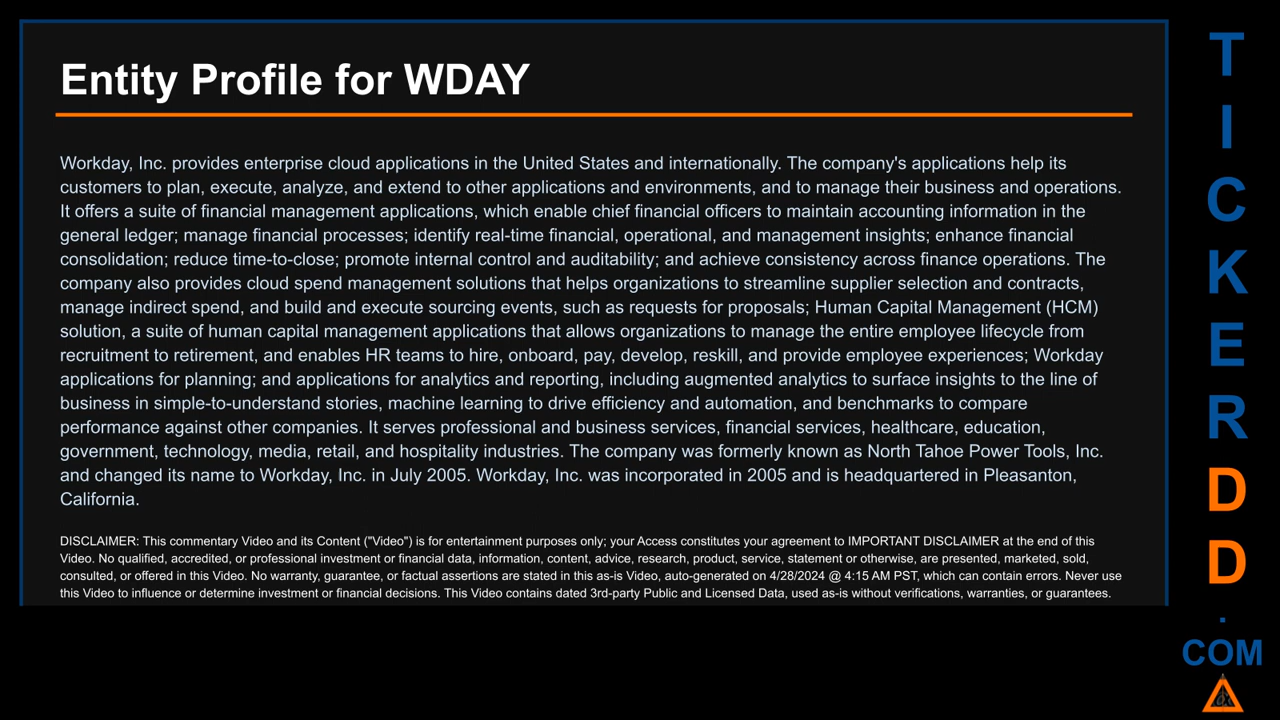 Entity Profile for WDAY
Workday, Inc. provides enterprise cloud applications in the United States and internationally. The company's applications help its
customers to plan, execute, analyze, and extend to other applications and environments, and to manage their business and operations.
It offers a suite of financial management applications, which enable chief financial officers to maintain accounting information in the
general ledger; manage financial processes; identify real-time financial, operational, and management insights; enhance financial
consolidation; reduce time-to-close; promote internal control and auditability; and achieve consistency across finance operations. The
company also provides cloud spend management solutions that helps organizations to streamline supplier selection and contracts,
manage indirect spend, and build and execute sourcing events, such as requests for proposals; Human Capital Management (HCM)
solution, a suite of human capital management applications that allows organizations to manage the entire employee lifecycle from
recruitment to retirement, and enables HR teams to hire, onboard, pay, develop, reskill, and provide employee experiences; Workday
applications for planning; and applications for analytics and reporting, including augmented analytics to surface insights to the line of
business in simple-to-understand stories, machine learning to drive efficiency and automation, and benchmarks to compare
performance against other companies. It serves professional and business services, financial services, healthcare, education,
government, technology, media, retail, and hospitality industries. The company was formerly known as North Tahoe Power Tools, Inc.
and changed its name to Workday, Inc. in July 2005. Workday, Inc. was incorporated in 2005 and is headquartered in Pleasanton,
California.
DISCLAIMER: This commentary Video and its Content ("Video") is for entertainment purposes only; your Access constitutes your agreement to IMPORTANT DISCLAIMER at the end of this
Video. No qualified, accredited, or professional investment or financial data, information, content, advice, research, product, service, statement or otherwise, are presented, marketed, sold,
consulted, or offered in this Video. No warranty, guarantee, or factual assertions are stated in this as-is Video, auto-generated on 4/28/2024 @ 4:15 AM PST, which can contain errors. Never use
this Video to influence or determine investment or financial decisions. This Video contains dated 3rd-party Public and Licensed Data, used as-is without verifications, warranties, or guarantees.
T
I
C
K
E
R
D
D
.
COM